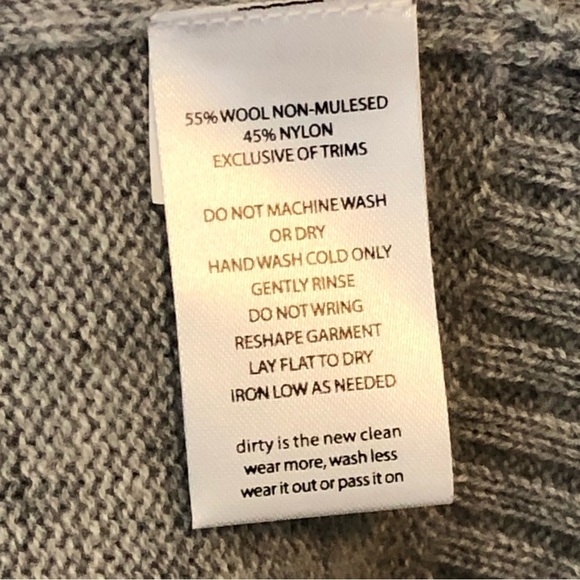 55% WOOL NON-MULESED
45% NYLON
EXCLUSIVE OF TRIMS
DO NOT MACHINE WASH
OR DRY
HAND WASH COLD ONLY
GENTLY RINSE
DO NOT WRING
RESHAPE GARMENT
LAY FLAT TO DRY
IRON LOW AS NEEDED
dirty is the new clean
wear more, wash less
wear it out or pass it on